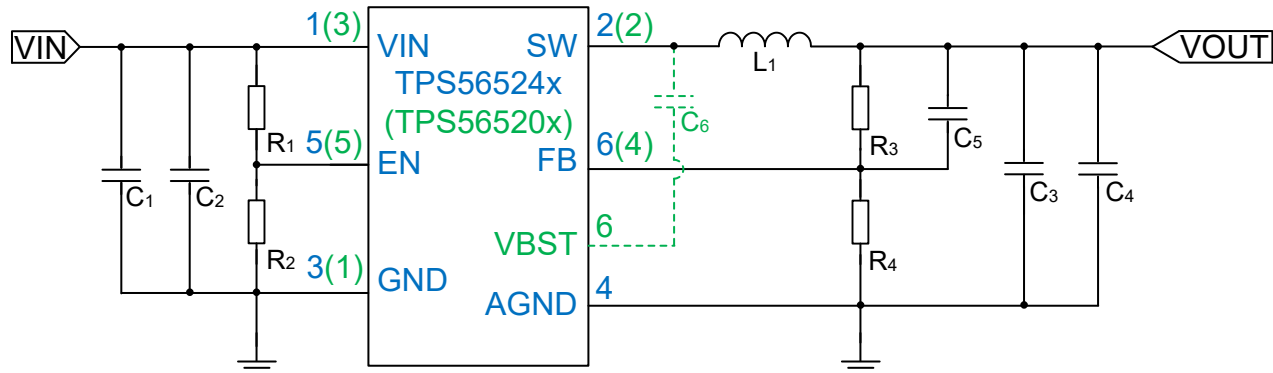 1(3)
2(2)
VIN
VIN
SW
VOUT
L1
TPS56524x
(TPS56520x)
C6
R1
5(5)
6(4)
R3
C5
EN
FB
C1
C2
C3
C4
6
R2
VBST
R4
3(1)
GND
4
AGND